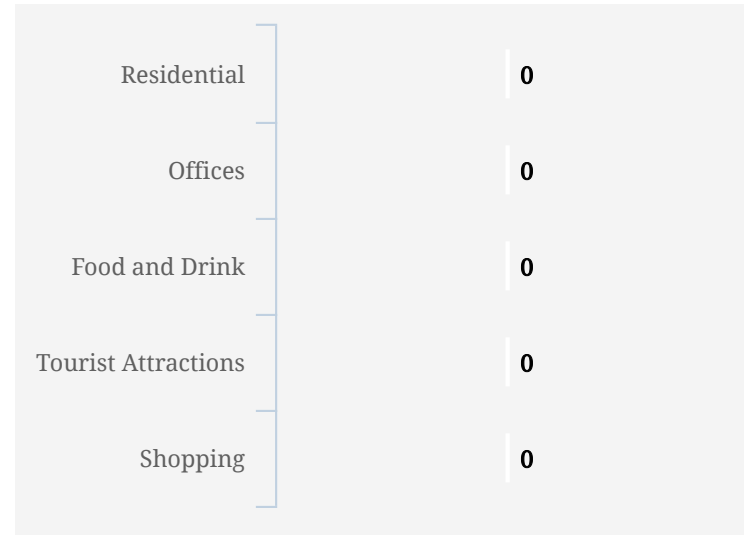 Residential 0
Offices 0
Food and Drink 0
Tourist Attractions 0
Shopping 0